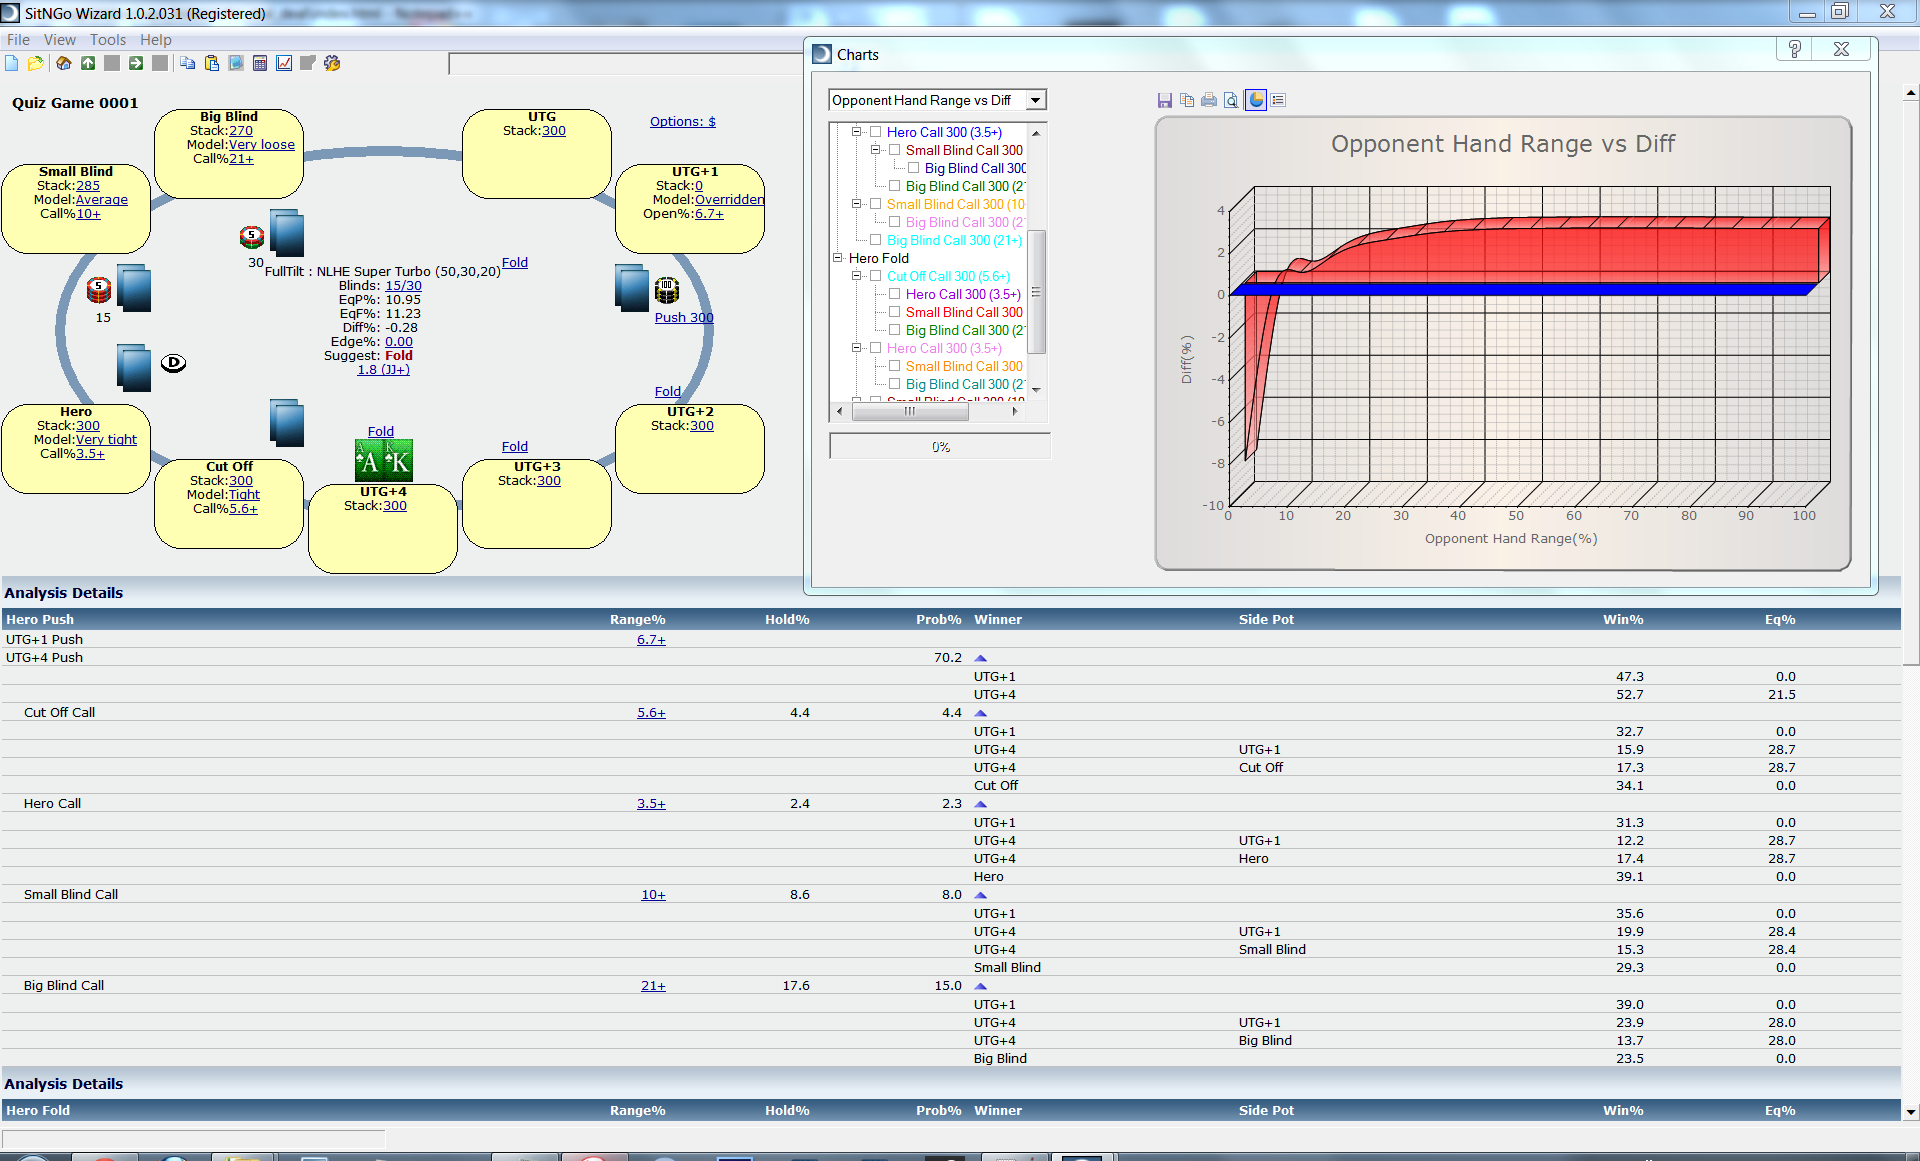 SitNGo Wizard 1.0.2.031 (Registered)
File View Tools Help
Quiz Game 0001
Options: $
Big Blind
Stack:270
Model:Very loose
Call%21+
UTG
Stack:300
Small Blind
Stack:285
Model:Average
Call%10+
UTG+1
Stack:0
Model:Overridden
Open%:6.7+
5
30
Fold
FullTilt : NLHE Super Turbo (50,30,20)
Blinds: 15/30
EqP%: 10.95
EqF%: 11.23
Diff%: -0.28
Edge%: 0.00
Suggest: Fold
1.8 (JJ+)
5
15
100
Push 300
D
Fold
Hero
Stack:300
Model:Very tight
Call%3.5+
UTG+2
Stack:300
Fold
A K
A K
Fold
Cut Off
Stack:300
Model:Tight
Call%5.6+
UTG+4
Stack:300
UTG+3
Stack:300
Charts
Opponent Hand Range vs Diff
Hero Call 300 (3.5+)
Small Blind Call 300
Big Blind Call 300
Big Blind Call 300 (2
Small Blind Call 300 (10
Big Blind Call 300 (2
Big Blind Call 300 (21+)
Hero Fold
Cut Off Call 300 (5.6+)
Hero Call 300 (3.5+)
Small Blind Call 300
Big Blind Call 300 (2
Hero Call 300 (3.5+)
Small Blind Call 300
Big Blind Call 300 (2
Small Blind Call 300 (10
0%
Opponent Hand Range vs Diff
4
2
0
-2
-4
-6
-8
-10
Diff(%)
0 10 20 30 40 50 60 70 80 90 100
Opponent Hand Range(%)
Analysis Details
Hero Push Range% Hold% Prob% Winner Side Pot Win% Eq%
UTG+1 Push 6.7+
UTG+4 Push 70.2
UTG+1 47.3 0.0
UTG+4 52.7 21.5
Cut Off Call 5.6+ 4.4 4.4
UTG+1 32.7 0.0
UTG+4 UTG+1 15.9 28.7
UTG+4 Cut Off 17.3 28.7
Cut Off 34.1 0.0
Hero Call 3.5+ 2.4 2.3
UTG+1 31.3 0.0
UTG+4 UTG+1 12.2 28.7
UTG+4 Hero 17.4 28.7
Hero 39.1 0.0
Small Blind Call 10+ 8.6 8.0
UTG+1 35.6 0.0
UTG+4 UTG+1 19.9 28.4
UTG+4 Small Blind 15.3 28.4
Small Blind 29.3 0.0
Big Blind Call 21+ 17.6 15.0
UTG+1 39.0 0.0
UTG+4 UTG+1 23.9 28.0
UTG+4 Big Blind 13.7 28.0
Big Blind 23.5 0.0
Analysis Details
Hero Fold Range% Hold% Prob% Winner Side Pot Win% Eq%